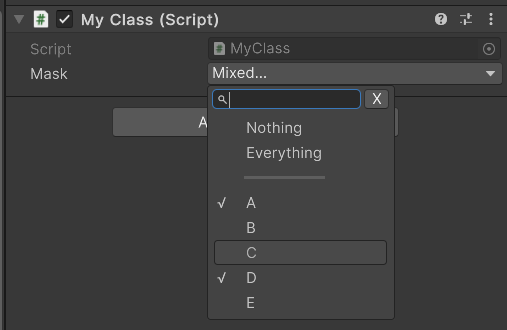 My Class (Script)
Script
MyClass
Mask
Mixed...
X
Nothing
Everything
A
√ A
B
C
√ D
E